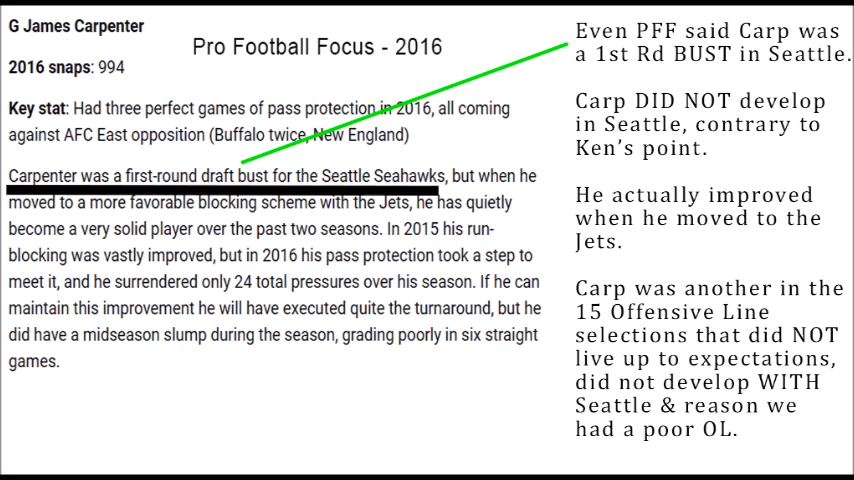 G James Carpenter
Pro Football Focus - 2016
2016 snaps: 994
Key stat: Had three perfect games of pass protection in 2016, all coming
against AFC East opposition (Buffalo twice, New England)
Carpenter was a first-round draft bust for the Seattle Seahawks, but when he
moved to a more favorable blocking scheme with the Jets, he has quietly
become a very solid player over the past two seasons. In 2015 his run-
blocking was vastly improved, but in 2016 his pass protection took a step to
meet it, and he surrendered only 24 total pressures over his season. If he can
maintain this improvement he will have executed quite the turnaround, but he
did have a midseason slump during the season, grading poorly in six straight
games.
Even PFF said Carp was
a 1st Rd BUST in Seattle.
Carp DID NOT develop
in Seattle, contrary to
Ken's point.
He actually improved
when he moved to the
Jets.
Carp was another in the
15 Offensive Line
selections that did NOT
live up to expectations,
did not develop WITH
Seattle & reason we
had a poor OL.